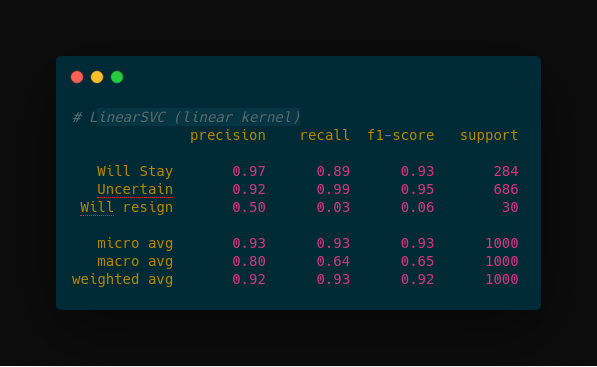 # LinearSVC (linear kernel)
precision recall f1-score support
Will Stay 0.97 0.89 0.93 284
Uncertain 0.92 0.99 0.95 686
Will resign 0.50 0.03 0.06 30
micro avg 0.93 0.93 0.93 1000
macro avg 0.80 0.64 0.65 1000
weighted avg 0.92 0.93 0.92 1000